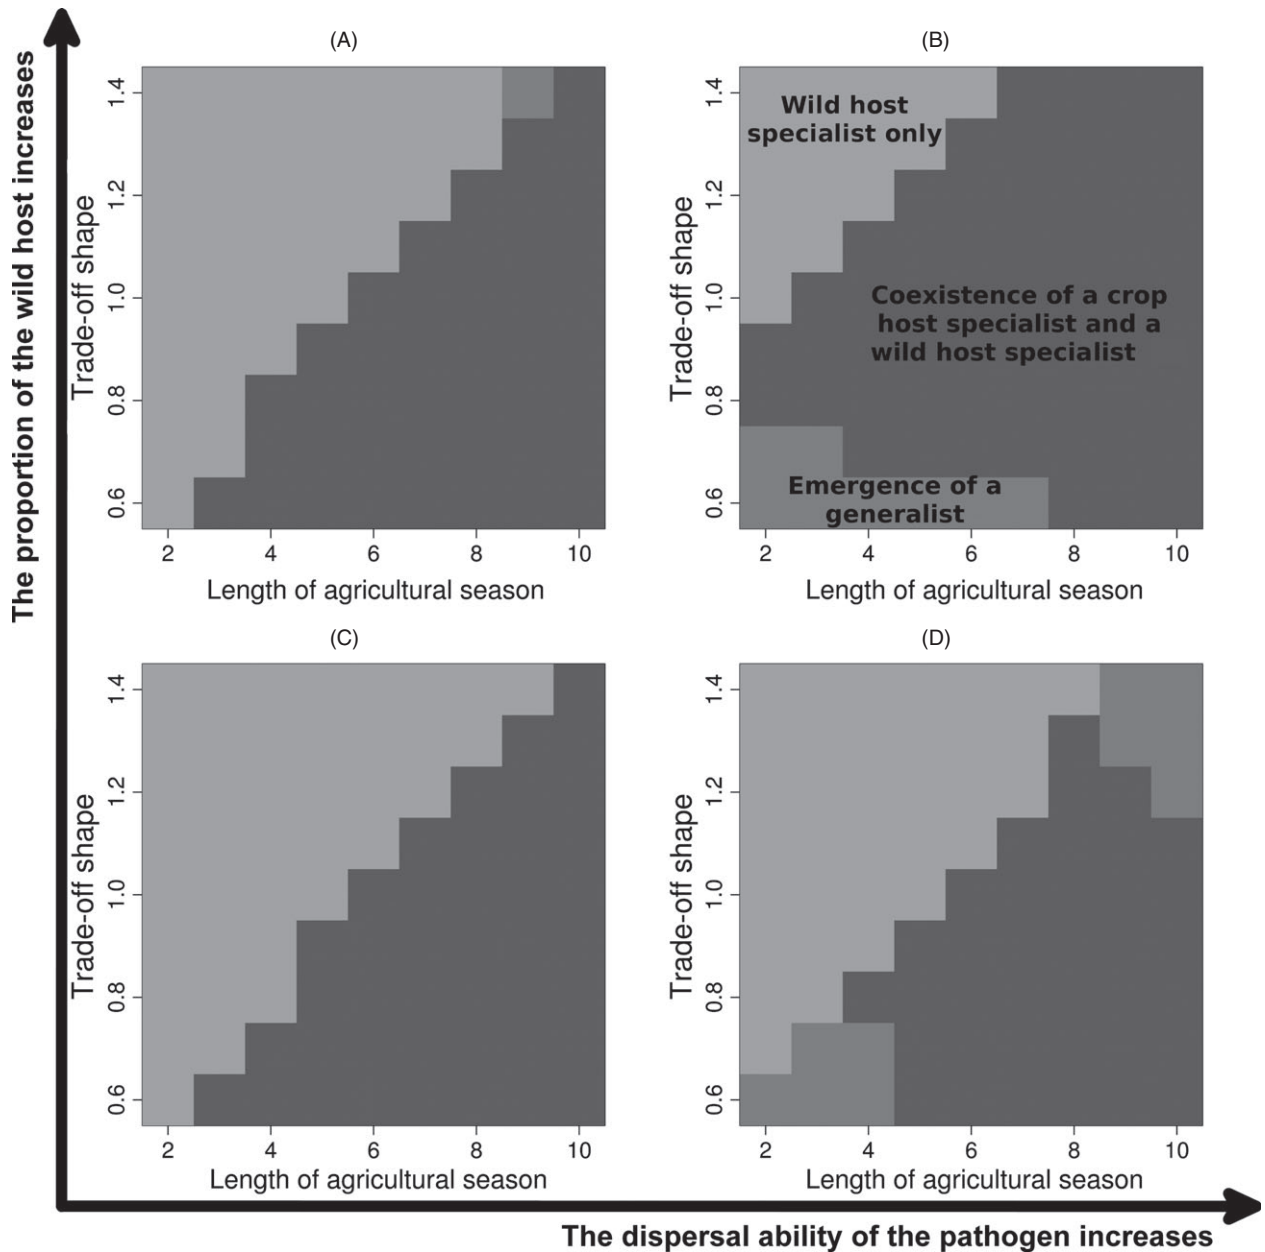 The proportion of the wild host increases
(A)
Trade-off shape
1.4
1.2
1.0
0.8
0.6
2 4 6 8 10
Length of agricultural season
(B)
Trade-off shape
1.4
1.2
1.0
0.8
0.6
Wild host
specialist only
Coexistence of a crop
host specialist and a
wild host specialist
Emergence of a
generalist
2 4 6 8 10
Length of agricultural season
(C)
Trade-off shape
1.4
1.2
1.0
0.8
0.6
2 4 6 8 10
Length of agricultural season
(D)
Trade-off shape
1.4
1.2
1.0
0.8
0.6
2 4 6 8 10
Length of agricultural season
The dispersal ability of the pathogen increases